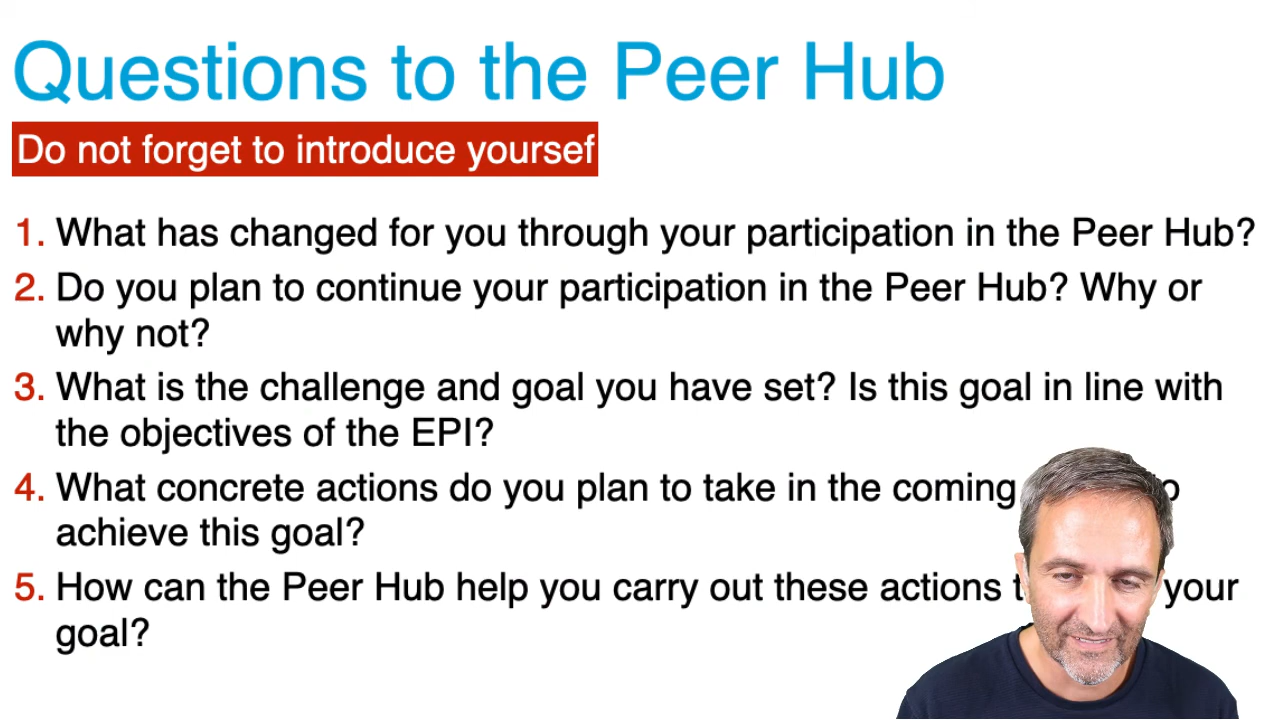 Questions to the Peer Hub
Do not forget to introduce yoursef
1. What has changed for you through your participation in the Peer Hub?
2. Do you plan to continue your participation in the Peer Hub? Why or
why not?
3. What is the challenge and goal you have set? Is this goal in line with
the objectives of the EPI?
4. What concrete actions do you plan to take in the coming
achieve this goal?
5. How can the Peer Hub help you carry out these actions your
goal?